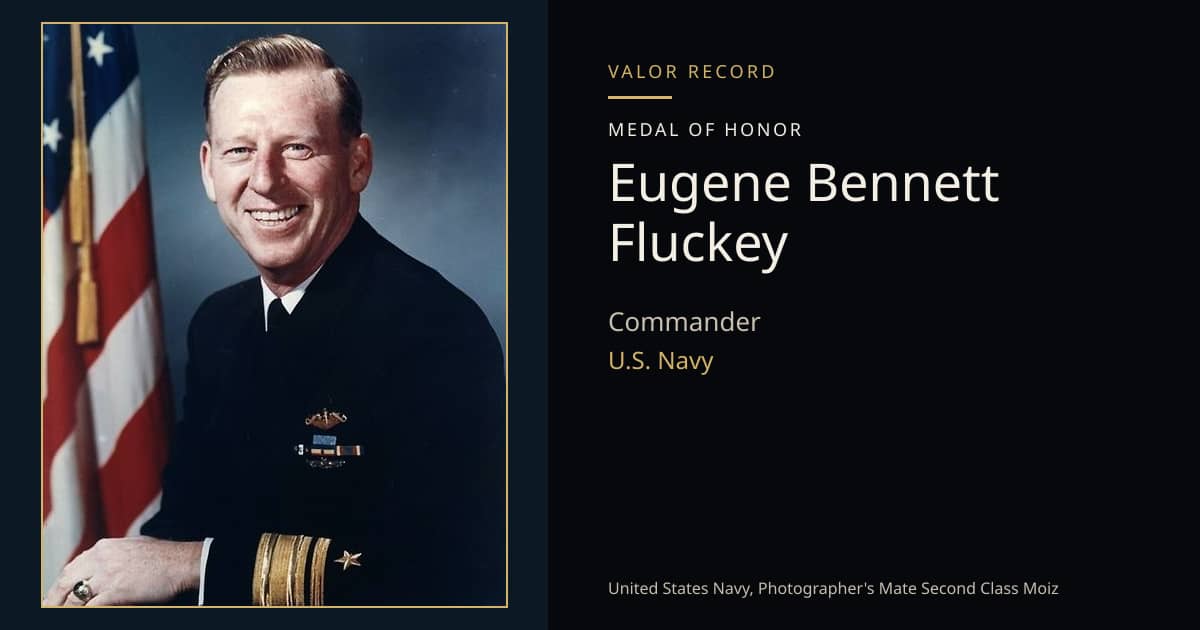 VALOR RECORD
MEDAL OF HONOR
Eugene Bennett
Fluckey
Commander
U.S. Navy
United States Navy, Photographer's Mate Second Class Moiz